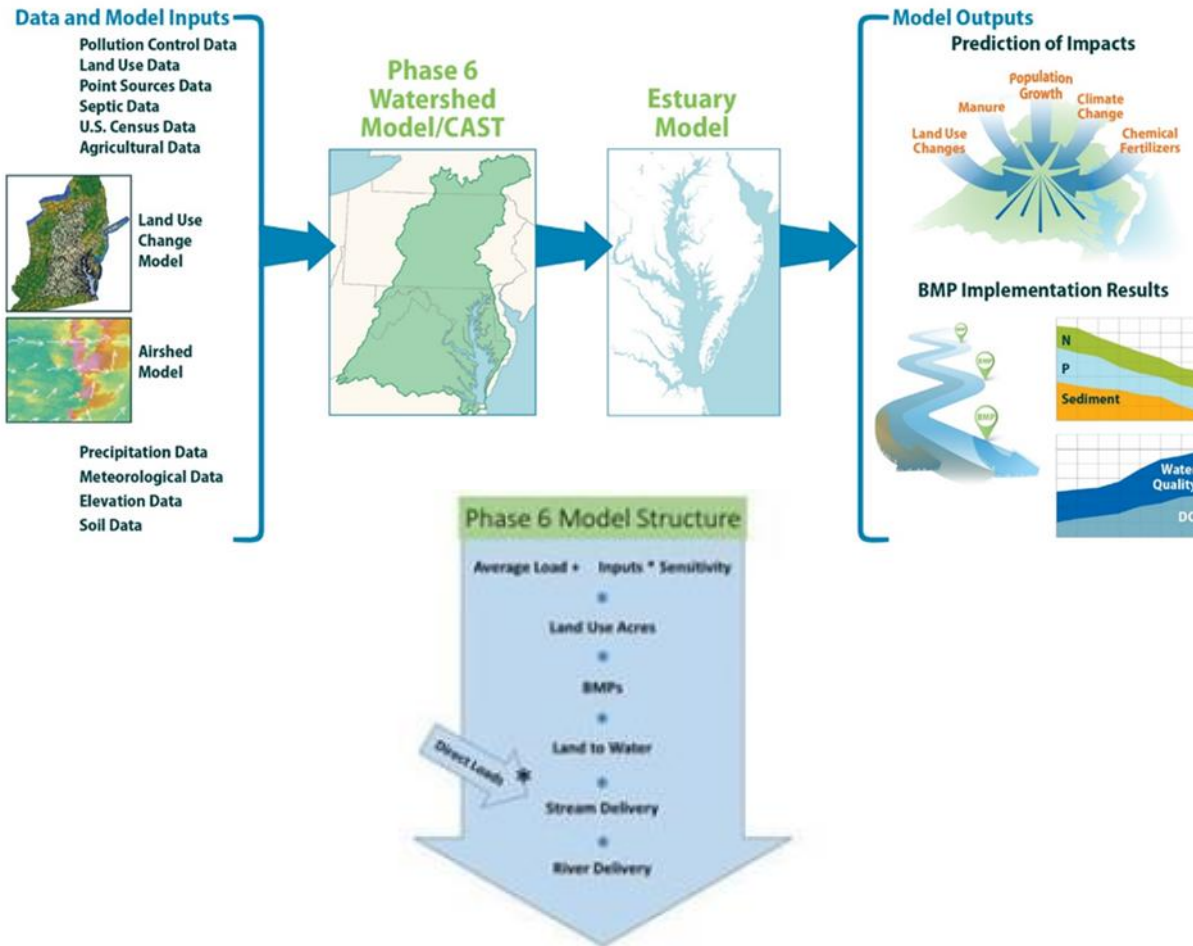 Data and Model Inputs
Pollution Control Data
Land Use Data
Point Sources Data
Septic Data
U.S. Census Data
Agricultural Data
Land Use
Change
Model
Airshed
Model
Precipitation Data
Meteorological Data
Elevation Data
Soil Data
Phase 6
Watershed
Model/CAST
Estuary
Model
Model Outputs
Prediction of Impacts
Population
Growth
Manure
Climate
Change
Land Use
Changes
Chemical
Fertilizers
BMP Implementation Results
BMP
BMP
N
P
Sediment
Water
Quality
Phase 6 Model Structure
Average Load + Inputs * Sensitivity
Land Use Acres
BMPs
Land to Water
Direct Loads *
Stream Delivery
River Delivery